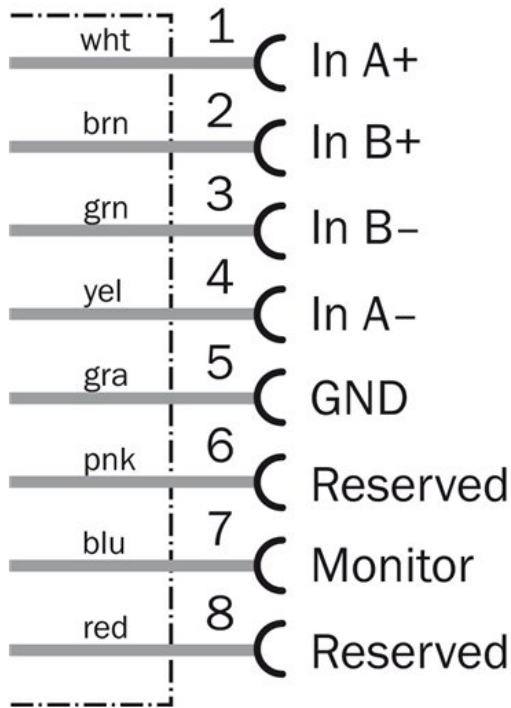 wht 1 In A+
brn 2 In B+
grn 3 In B–
yel 4 In A–
gra 5 GND
pnk 6 Reserved
blu 7 Monitor
red 8 Reserved